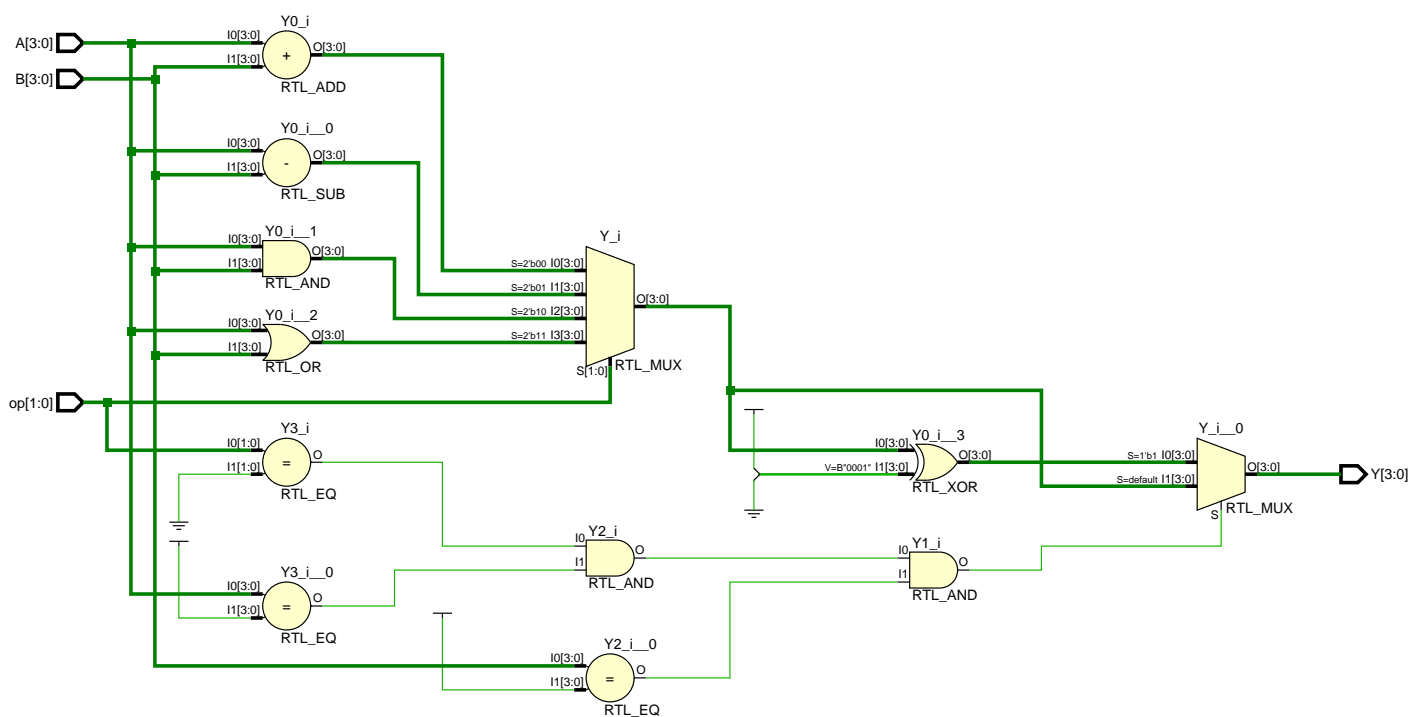 Y0_i
A[3:0]
I0[3:0]
+
O[3:0]
B[3:0]
I1[3:0]
RTL_ADD
Y0_i__0
I0[3:0]
-
O[3:0]
I1[3:0]
RTL_SUB
Y0_i__1
I0[3:0]
O[3:0]
I1[3:0]
RTL_AND
Y0_i__2
I0[3:0]
O[3:0]
I1[3:0]
RTL_OR
Y_i
S=2'b00 I0[3:0]
S=2'b01 I1[3:0]
S=2'b10 I2[3:0]
S=2'b11 I3[3:0]
O[3:0]
S[1:0]
RTL_MUX
op[1:0]
Y3_i
I0[1:0]
=
O
I1[1:0]
RTL_EQ
Y3_i__0
I0[3:0]
=
O
I1[3:0]
RTL_EQ
Y2_i
I0
O
I1
RTL_AND
Y2_i__0
I0[3:0]
=
O
I1[3:0]
RTL_EQ
Y0_i__3
I0[3:0]
O[3:0]
V=B"0001" I1[3:0]
RTL_XOR
Y1_i
I0
O
I1
RTL_AND
Y_i__0
S=1'b1 I0[3:0]
O[3:0]
S=default I1[3:0]
S
RTL_MUX
Y[3:0]